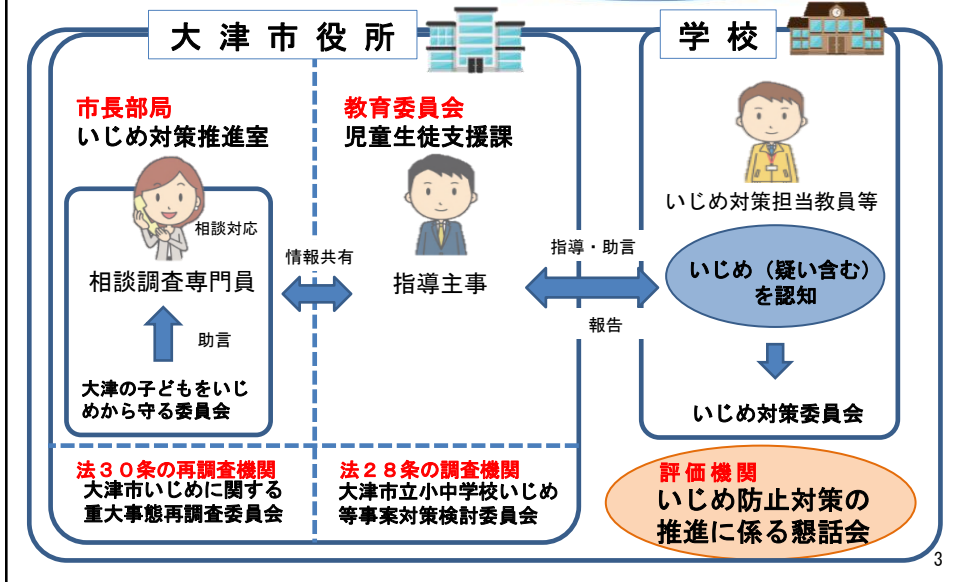 大津市役所
学校
市長部局
いじめ対策推進室
相談対応
相談調査専門員
助言
大津の子どもをいじ
めから守る委員会
情報共有
教育委員会
児童生徒支援課
指導主事
指導・助言
報告
いじめ対策担当教員等
いじめ（疑い含む）
を認知
いじめ対策委員会
法３０条の再調査機関
大津市いじめに関する
重大事態再調査委員会
法２８条の調査機関
大津市立小中学校いじめ
等事案対策検討委員会
評価機関
いじめ防止対策の
推進に係る懇話会
3